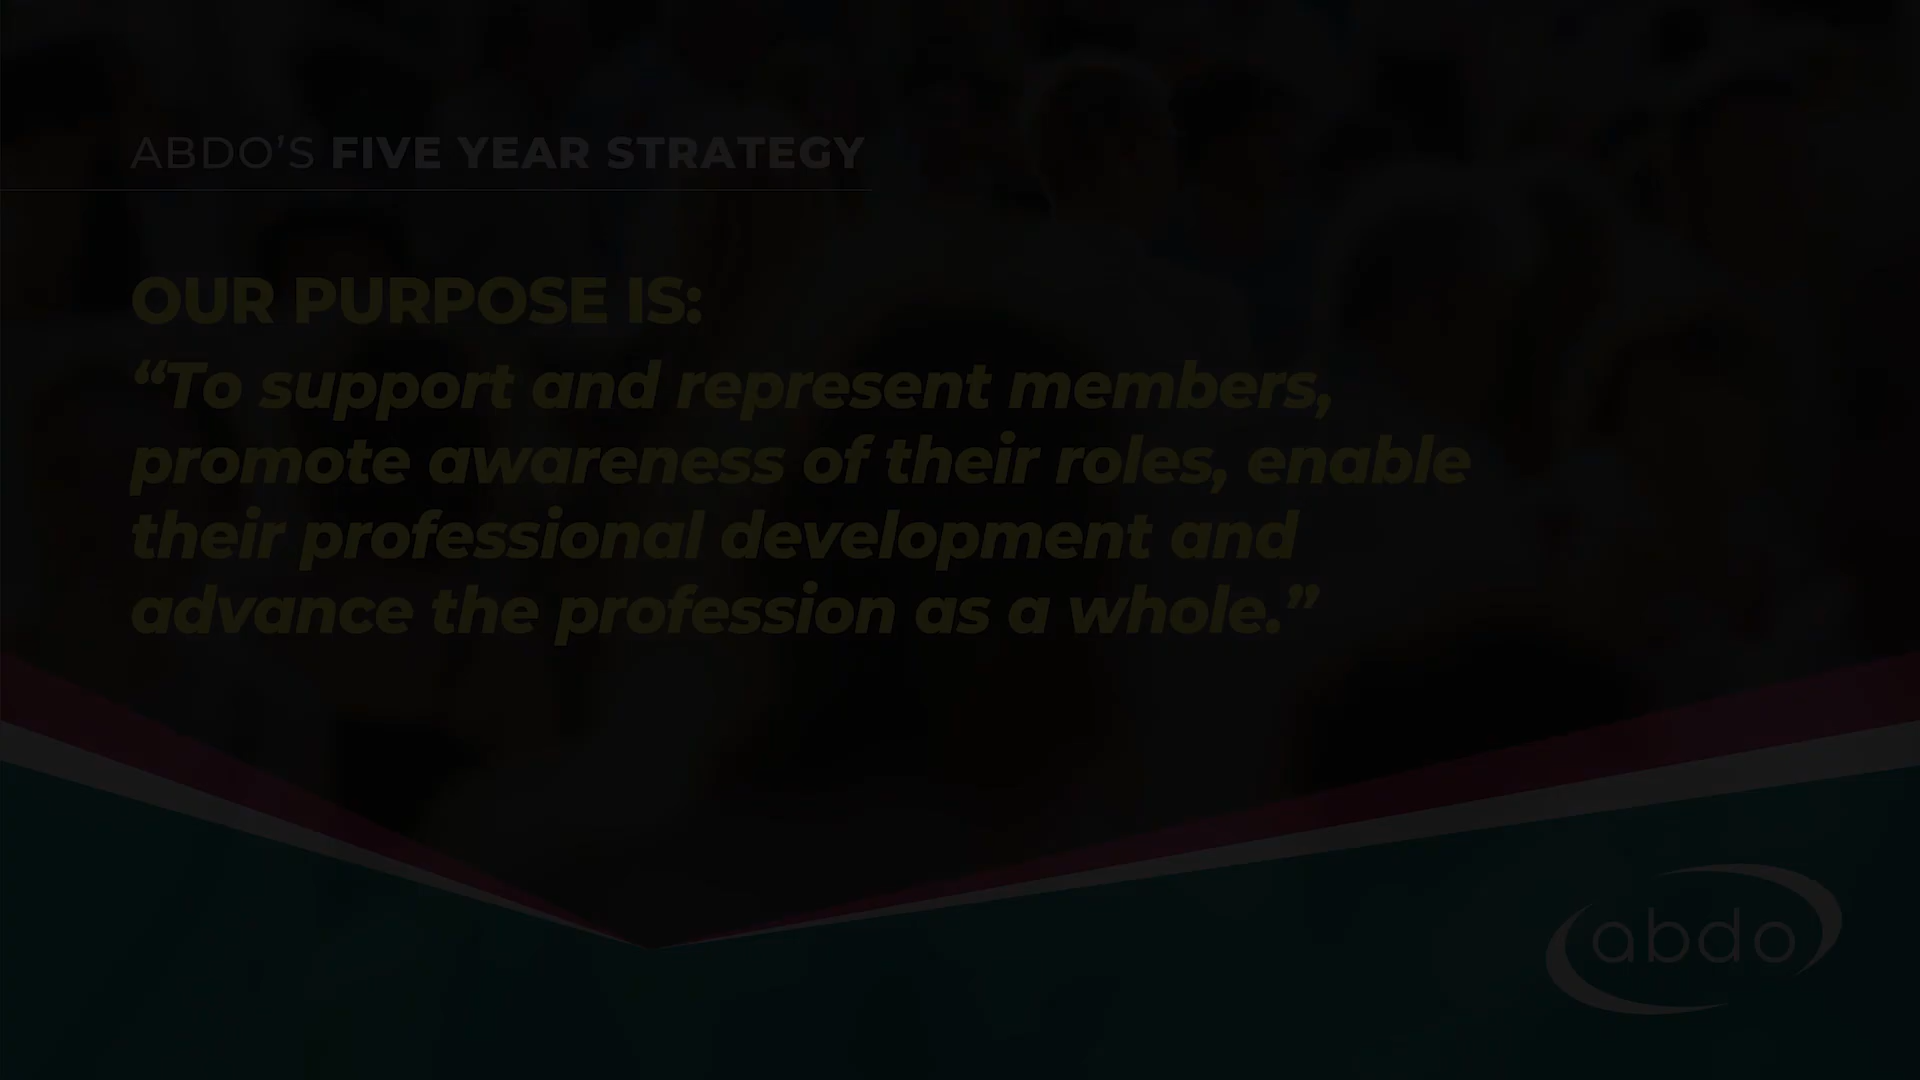 ABDO’S FIVE YEAR STRATEGY
OUR PURPOSE IS:
“To support and represent members,
promote awareness of their roles, enable
their professional development and
advance the profession as a whole.”
abdo